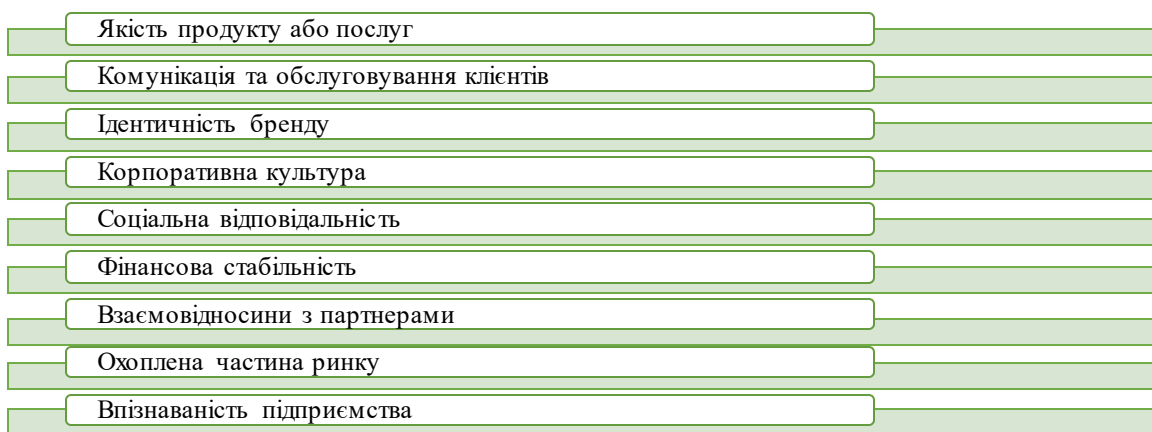 Якість продукту або послуг
Комунікація та обслуговування клієнтів
Ідентичність бренду
Корпоративна культура
Соціальна відповідальність
Фінансова стабільність
Взаємовідносини з партнерами
Охоплена частина ринку
Впізнаваність підприємства